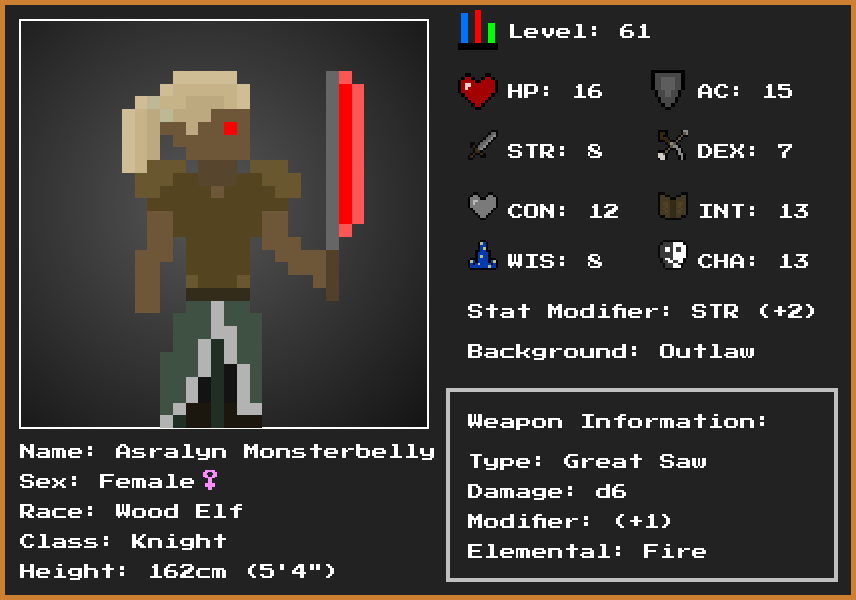 Level: 61
HP: 16
AC: 15
STR: 8
DEX: 7
CON: 12
INT: 13
WIS: 8
CHA: 13
Stat Modifier: STR (+2)
Background: Outlaw
Weapon Information:
Type: Great Saw
Damage: d6
Modifier: (+1)
Elemental: Fire
Name: Asralyn Monsterbelly
Sex: Female♀
Race: Wood Elf
Class: Knight
Height: 162cm (5'4")